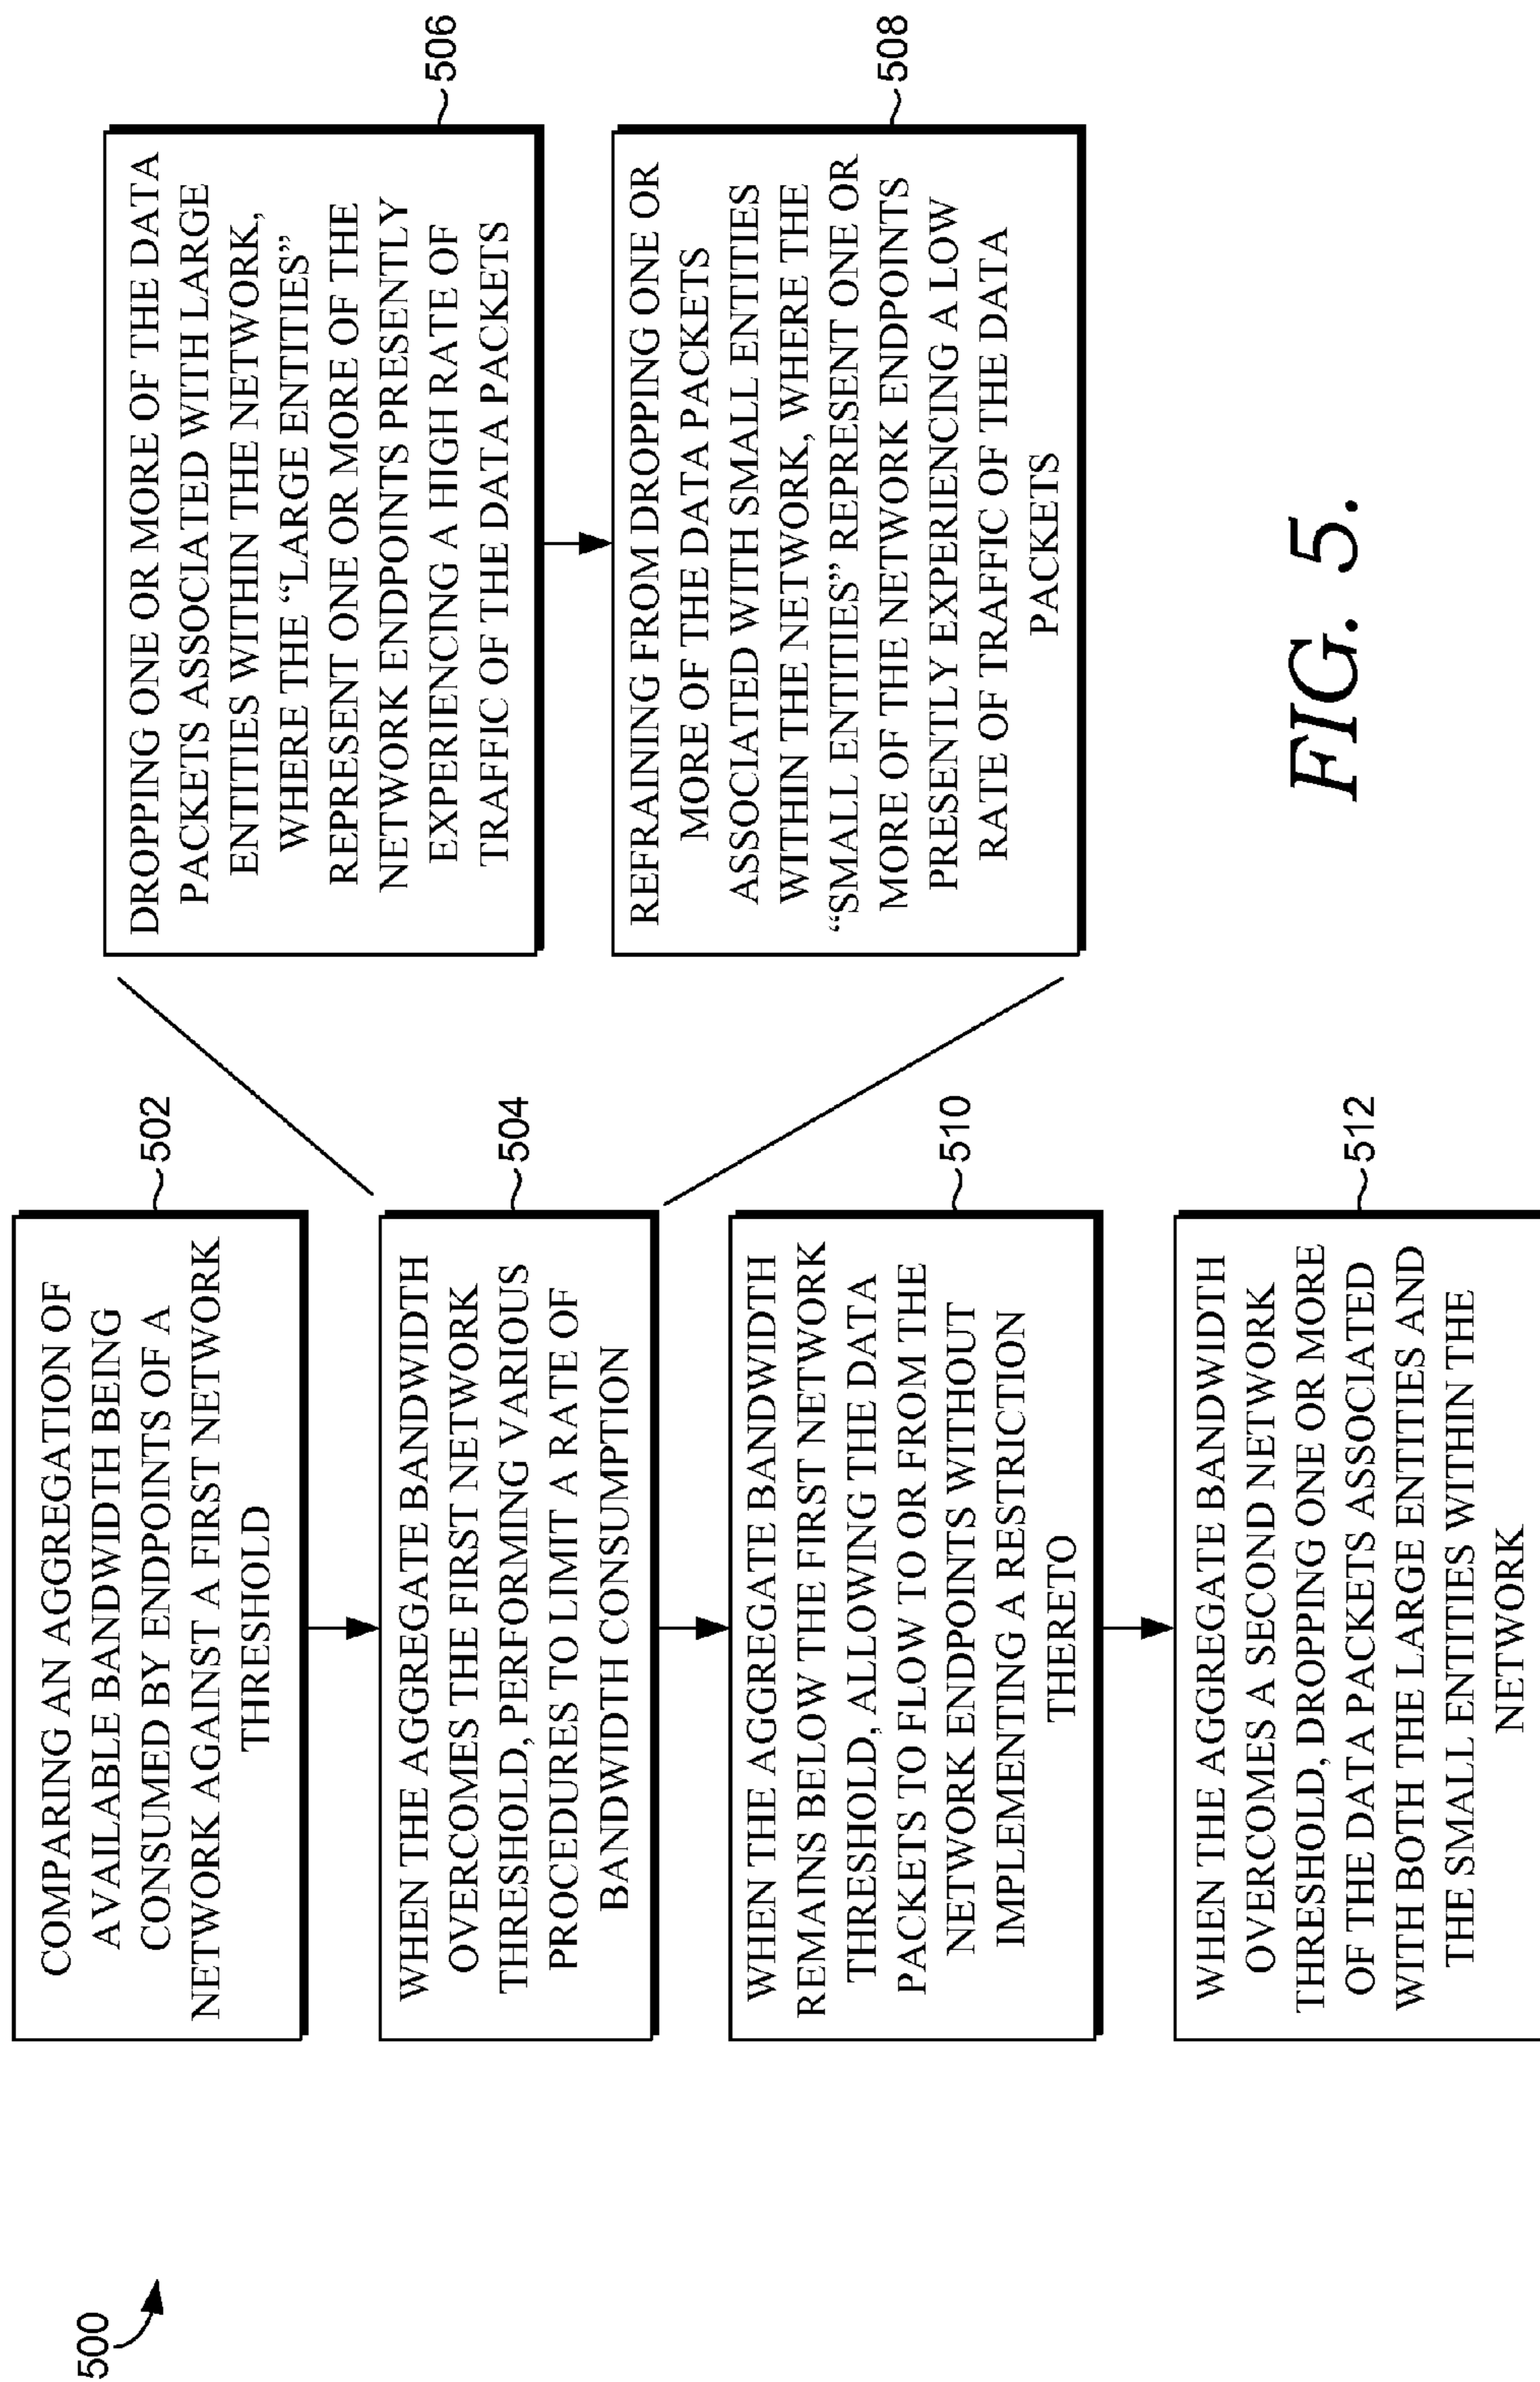 500
COMPARING AN AGGREGATION OF
AVAILABLE BANDWIDTH BEING
CONSUMED BY ENDPOINTS OF A
NETWORK AGAINST A FIRST NETWORK
THRESHOLD
502
WHEN THE AGGREGATE BANDWIDTH
OVERCOMES THE FIRST NETWORK
THRESHOLD, PERFORMING VARIOUS
PROCEDURES TO LIMIT A RATE OF
BANDWIDTH CONSUMPTION
504
DROPPING ONE OR MORE OF THE DATA
PACKETS ASSOCIATED WITH LARGE
ENTITIES WITHIN THE NETWORK,
WHERE THE “LARGE ENTITIES”
REPRESENT ONE OR MORE OF THE
NETWORK ENDPOINTS PRESENTLY
EXPERIENCING A HIGH RATE OF
TRAFFIC OF THE DATA PACKETS
506
REFRAINING FROM DROPPING ONE OR
MORE OF THE DATA PACKETS
ASSOCIATED WITH SMALL ENTITIES
WITHIN THE NETWORK, WHERE THE
“SMALL ENTITIES” REPRESENT ONE OR
MORE OF THE NETWORK ENDPOINTS
PRESENTLY EXPERIENCING A LOW
RATE OF TRAFFIC OF THE DATA
PACKETS
508
WHEN THE AGGREGATE BANDWIDTH
REMAINS BELOW THE FIRST NETWORK
THRESHOLD, ALLOWING THE DATA
PACKETS TO FLOW TO OR FROM THE
NETWORK ENDPOINTS WITHOUT
IMPLEMENTING A RESTRICTION
THERETO
510
WHEN THE AGGREGATE BANDWIDTH
OVERCOMES A SECOND NETWORK
THRESHOLD, DROPPING ONE OR MORE
OF THE DATA PACKETS ASSOCIATED
WITH BOTH THE LARGE ENTITIES AND
THE SMALL ENTITIES WITHIN THE
NETWORK
512
FIG. 5.